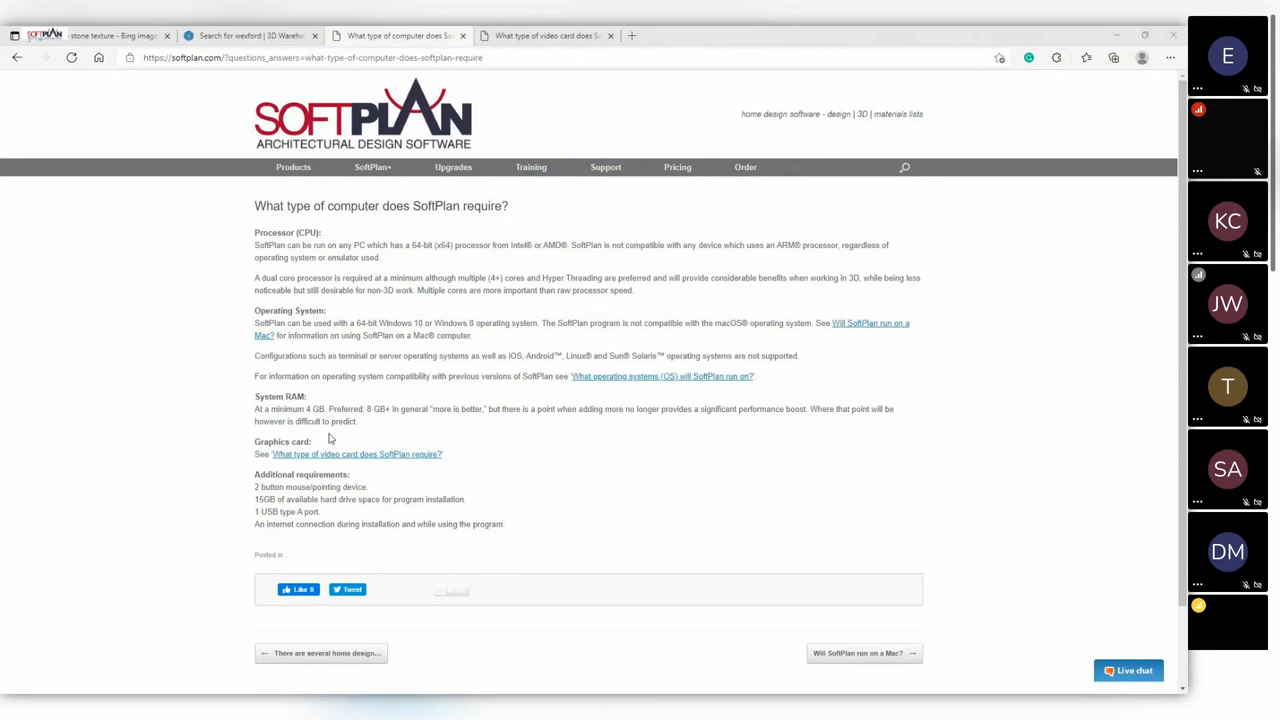 stone texture - Bing image
Search for wexford | 3D Wareho
What type of computer does Sof
What type of video card does So
https://softplan.com/?questions_answers=what-type-of-computer-does-softplan-require
SOFTPLAN
ARCHITECTURAL DESIGN SOFTWARE
home design software - design | 3D | materials lists
Products SoftPlan+ Upgrades Training Support Pricing Order
What type of computer does SoftPlan require?
Processor (CPU):
SoftPlan can be run on any PC which has a 64-bit (x64) processor from Intel® or AMD®. SoftPlan is not compatible with any device which uses an ARM® processor, regardless of
operating system or emulator used.
A dual core processor is required at a minimum although multiple (4+) cores and Hyper Threading are preferred and will provide considerable benefits when working in 3D, while being less
noticeable but still desirable for non-3D work. Multiple cores are more important than raw processor speed.
Operating System:
SoftPlan can be used with a 64-bit Windows 10 or Windows 8 operating system. The SoftPlan program is not compatible with the macOS® operating system. See Will SoftPlan run on a
Mac? for information on using SoftPlan on a Mac® computer.
Configurations such as terminal or server operating systems as well as iOS, Android™, Linux® and Sun® Solaris™ operating systems are not supported.
For information on operating system compatibility with previous versions of SoftPlan see 'What operating systems (OS) will SoftPlan run on?'.
System RAM:
At a minimum 4 GB. Preferred: 8 GB+ In general "more is better," but there is a point when adding more no longer provides a significant performance boost. Where that point will be
however is difficult to predict.
Graphics card:
See 'What type of video card does SoftPlan require?'
Additional requirements:
2 button mouse/pointing device.
15GB of available hard drive space for program installation.
1 USB type A port.
An internet connection during installation and while using the program.
Posted in .
Like 0
Tweet
← There are several home design...
Will SoftPlan run on a Mac? →
Live chat
E
KC
JW
T
SA
DM